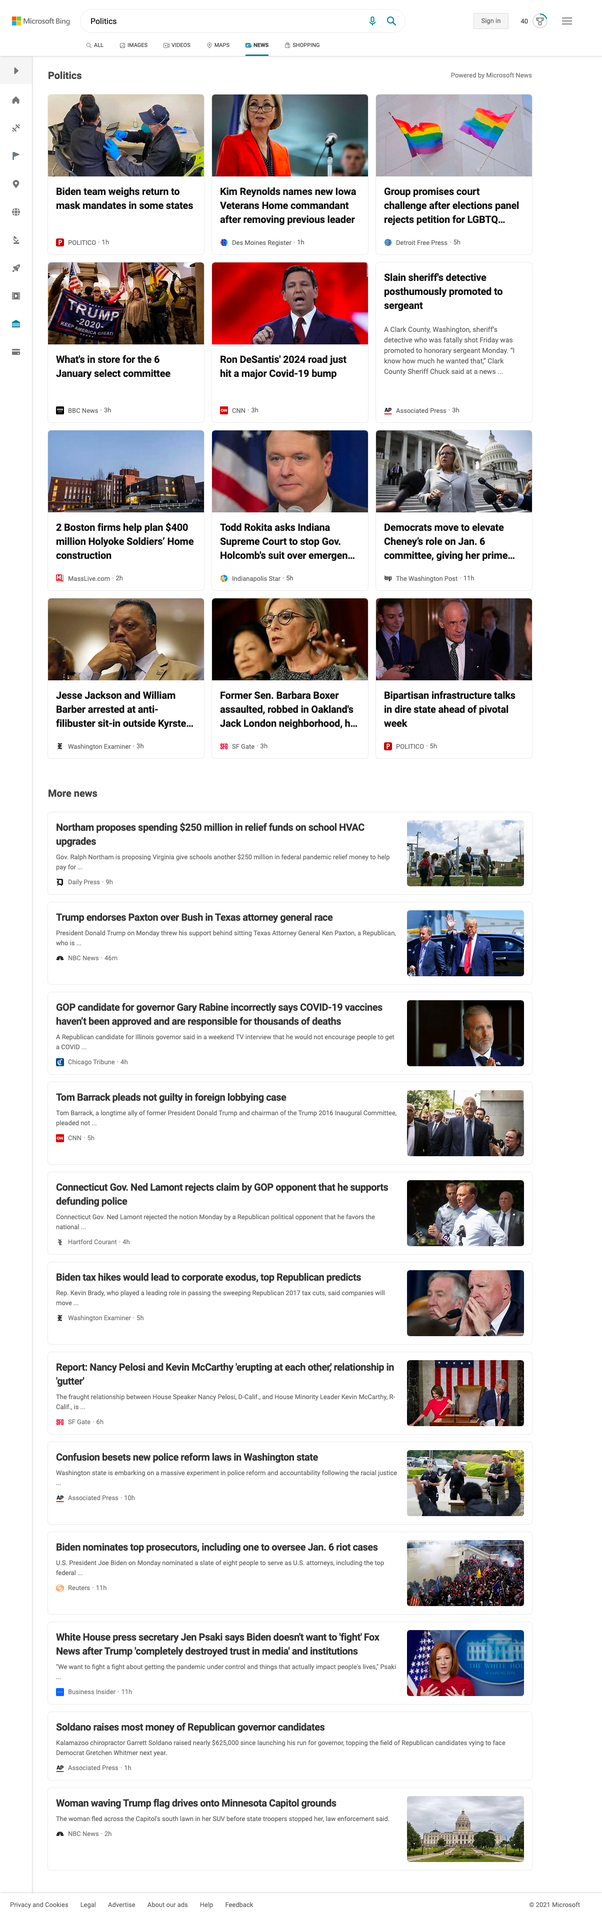 Microsoft Bing
Politics
Sign in
40
ALL
IMAGES
VIDEOS
MAPS
NEWS
SHOPPING
Politics
Powered by Microsoft News
Biden team weighs return to
mask mandates in some states
POLITICO · 1h
Kim Reynolds names new Iowa
Veterans Home commandant
after removing previous leader
Des Moines Register · 1h
Group promises court
challenge after elections panel
rejects petition for LGBTQ...
Detroit Free Press · 5h
TRUMP
2020
KEEP AMERICA GREAT!
What's in store for the 6
January select committee
BBC News · 3h
Ron DeSantis' 2024 road just
hit a major Covid-19 bump
CNN · 3h
Slain sheriff's detective
posthumously promoted to
sergeant
A Clark County, Washington, sheriff's
detective who was fatally shot Friday was
promoted to honorary sergeant Monday. "I
know how much he wanted that," Clark
County Sheriff Chuck said at a news ...
AP Associated Press · 3h
2 Boston firms help plan $400
million Holyoke Soldiers' Home
construction
MassLive.com · 2h
Todd Rokita asks Indiana
Supreme Court to stop Gov.
Holcomb's suit over emergen...
Indianapolis Star · 5h
Democrats move to elevate
Cheney's role on Jan. 6
committee, giving her prime...
wp The Washington Post · 11h
Jesse Jackson and William
Barber arrested at anti-
filibuster sit-in outside Kyrste...
Washington Examiner · 3h
Former Sen. Barbara Boxer
assaulted, robbed in Oakland's
Jack London neighborhood, h...
SF Gate · 3h
Bipartisan infrastructure talks
in dire state ahead of pivotal
week
POLITICO · 5h
More news
Northam proposes spending $250 million in relief funds on school HVAC
upgrades
Gov. Ralph Northam is proposing Virginia give schools another $250 million in federal pandemic relief money to help
pay for ...
Daily Press · 9h
Trump endorses Paxton over Bush in Texas attorney general race
President Donald Trump on Monday threw his support behind sitting Texas Attorney General Ken Paxton, a Republican,
who is ...
NBC News · 46m
GOP candidate for governor Gary Rabine incorrectly says COVID-19 vaccines
haven't been approved and are responsible for thousands of deaths
A Republican candidate for Illinois governor said in a weekend TV interview that he would not encourage people to get
a COVID ...
Chicago Tribune · 4h
Tom Barrack pleads not guilty in foreign lobbying case
Tom Barrack, a longtime ally of former President Donald Trump and chairman of the Trump 2016 Inaugural Committee,
pleaded not ...
CNN · 5h
Connecticut Gov. Ned Lamont rejects claim by GOP opponent that he supports
defunding police
Connecticut Gov. Ned Lamont rejected the notion Monday by a Republican political opponent that he favors the
national ...
Hartford Courant · 4h
Biden tax hikes would lead to corporate exodus, top Republican predicts
Rep. Kevin Brady, who played a leading role in passing the sweeping Republican 2017 tax cuts, said companies will
move ...
Washington Examiner · 5h
Report: Nancy Pelosi and Kevin McCarthy 'erupting at each other,' relationship in
'gutter'
The fraught relationship between House Speaker Nancy Pelosi, D-Calif., and House Minority Leader Kevin McCarthy, R-
Calif., is ...
SF Gate · 6h
Confusion besets new police reform laws in Washington state
Washington state is embarking on a massive experiment in police reform and accountability following the racial justice
...
AP Associated Press · 10h
Biden nominates top prosecutors, including one to oversee Jan. 6 riot cases
U.S. President Joe Biden on Monday nominated a slate of eight people to serve as U.S. attorneys, including the top
federal ...
Reuters · 11h
White House press secretary Jen Psaki says Biden doesn't want to 'fight' Fox
News after Trump 'completely destroyed trust in media' and institutions
"We want to fight a fight about getting the pandemic under control and things that actually impact people's lives," Psaki
...
Business Insider · 11h
THE WHITE HOUSE
Soldano raises most money of Republican governor candidates
Kalamazoo chiropractor Garrett Soldano raised nearly $625,000 since launching his run for governor, topping the field of Republican candidates vying to face
Democrat Gretchen Whitmer next year.
AP Associated Press · 1h
Woman waving Trump flag drives onto Minnesota Capitol grounds
The woman fled across the Capitol's south lawn in her SUV before state troopers stopped her, law enforcement said.
NBC News · 2h
Privacy and Cookies
Legal
Advertise
About our ads
Help
Feedback
© 2021 Microsoft